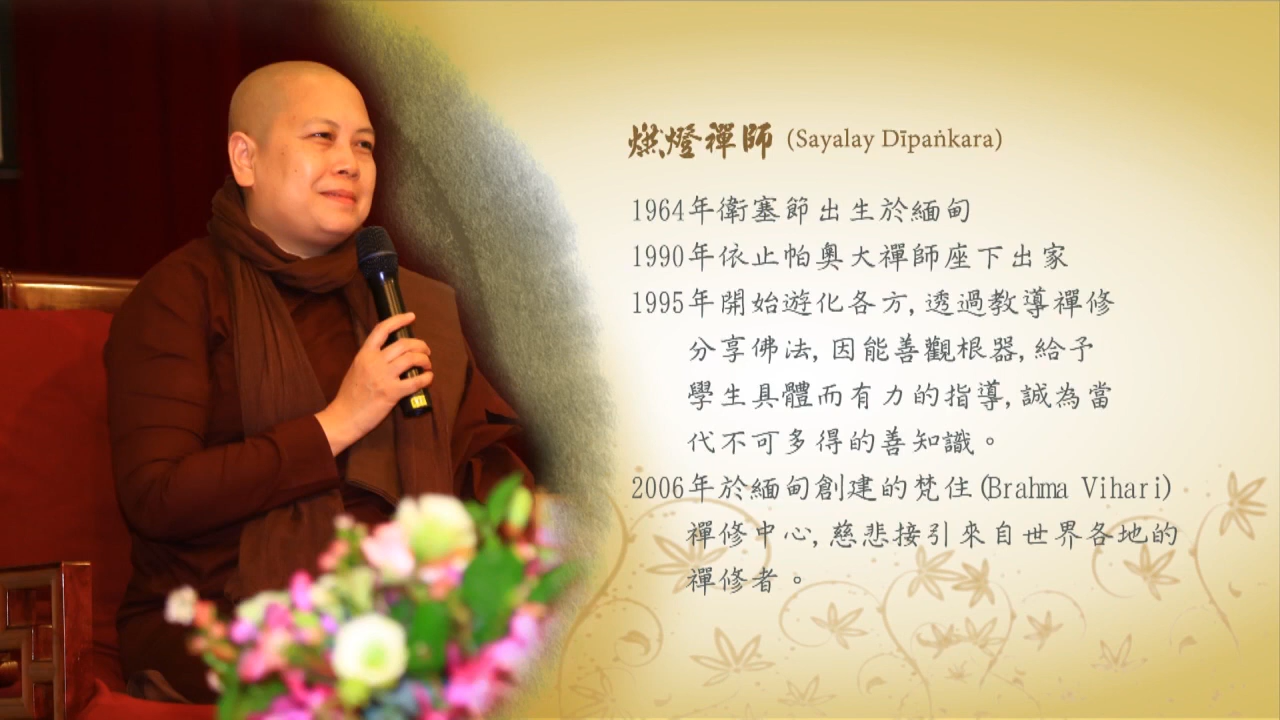 燃燈禪師 (Sayalay Dīpaṅkara)
1964年衛塞節出生於緬甸
1990年依止帕奧大禪師座下出家
1995年開始遊化各方,透過教導禪修
分享佛法,因能善觀根器,給予
學生具體而有力的指導,誠為當
代不可多得的善知識。
2006年於緬甸創建的梵住(Brahma Vihari)
禪修中心,慈悲接引來自世界各地的
禪修者。